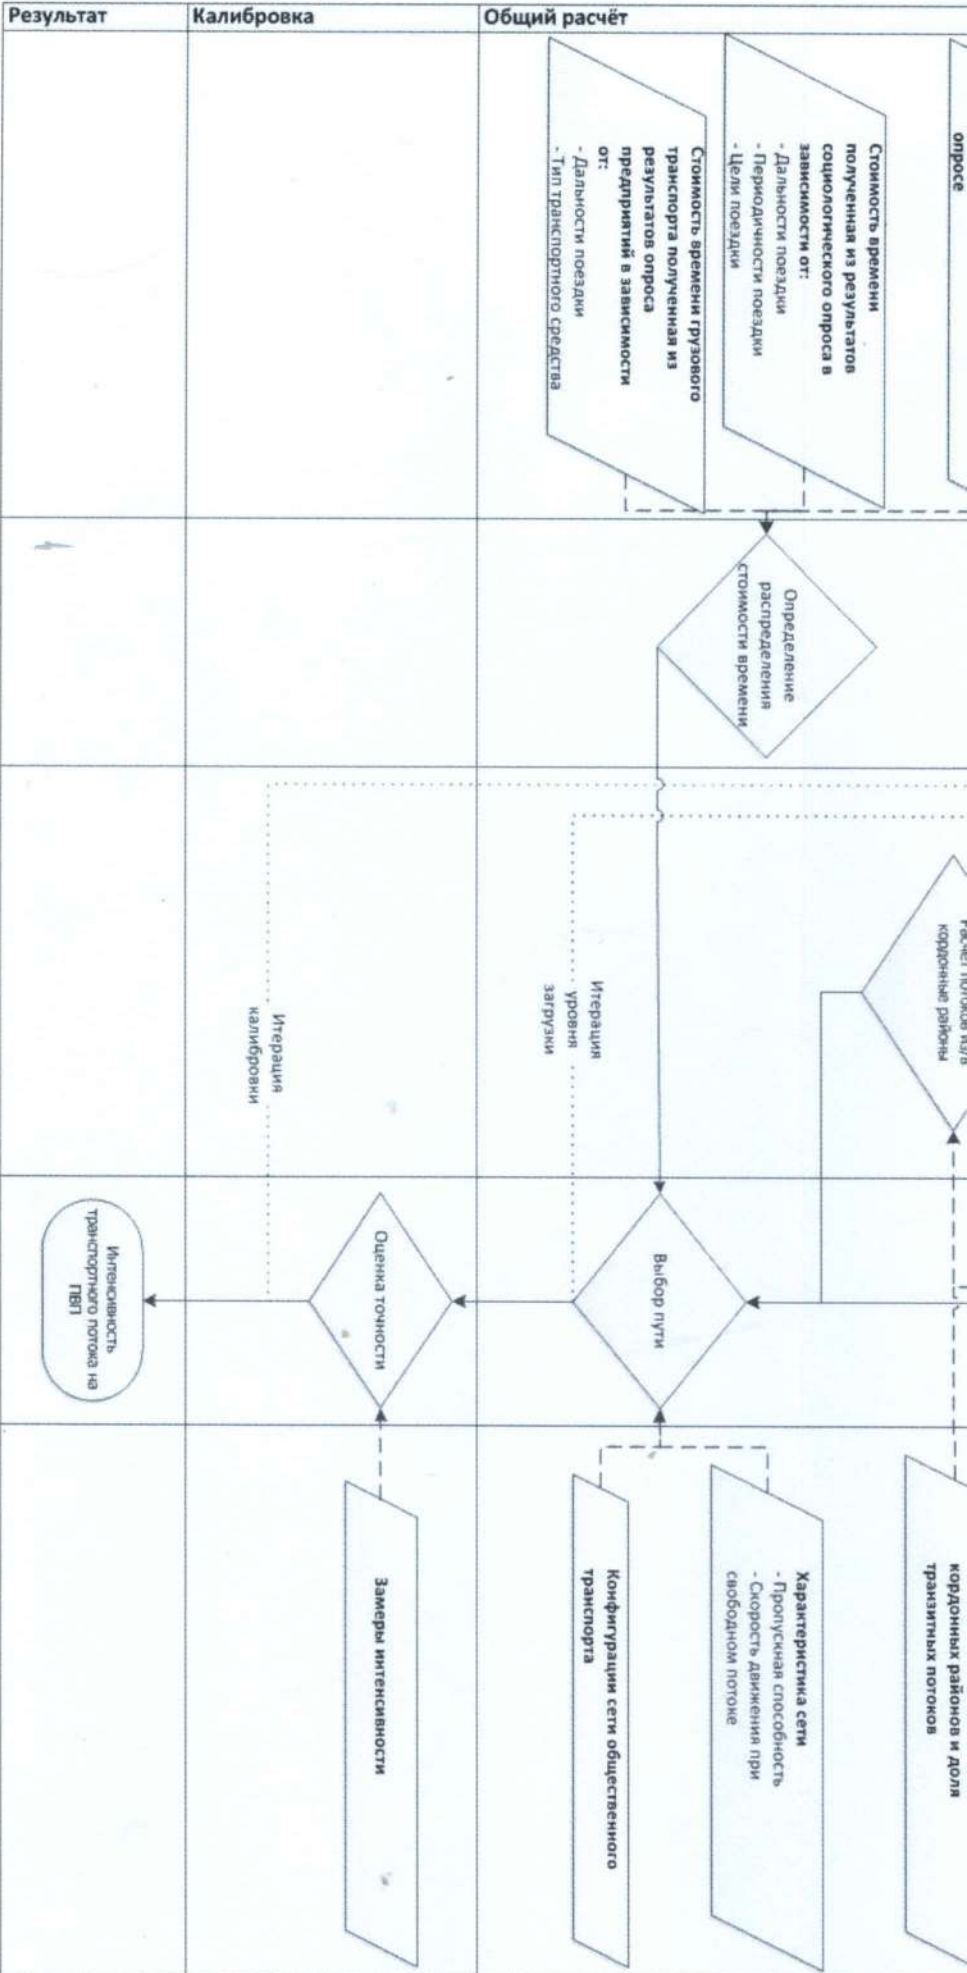 Результат
Калибровка
Общий расчёт
опросе
Стоимость времени
полученная из результатов
социологического опроса в
зависимости от:
- Дальности поездки
- Периодичности поездки
- Цели поездки
Стоимость времени грузового
транспорта полученная из
результатов опроса
предприятий в зависимости
от:
- Дальности поездки
- Тип транспортного средства
Определение
распределения
стоимости времени
Расчет потоков из/в
кордонные районы
Итерация
уровня
загрузки
Итерация
калибровки
Выбор пути
Оценка точности
Интенсивность
транспортного потока на
ПВП
кордонных районов и доля
транзитных потоков
Характеристика сети
- Пропускная способность
- Скорость движения при
свободном потоке
Конфигурации сети общественного
транспорта
Замеры интенсивности